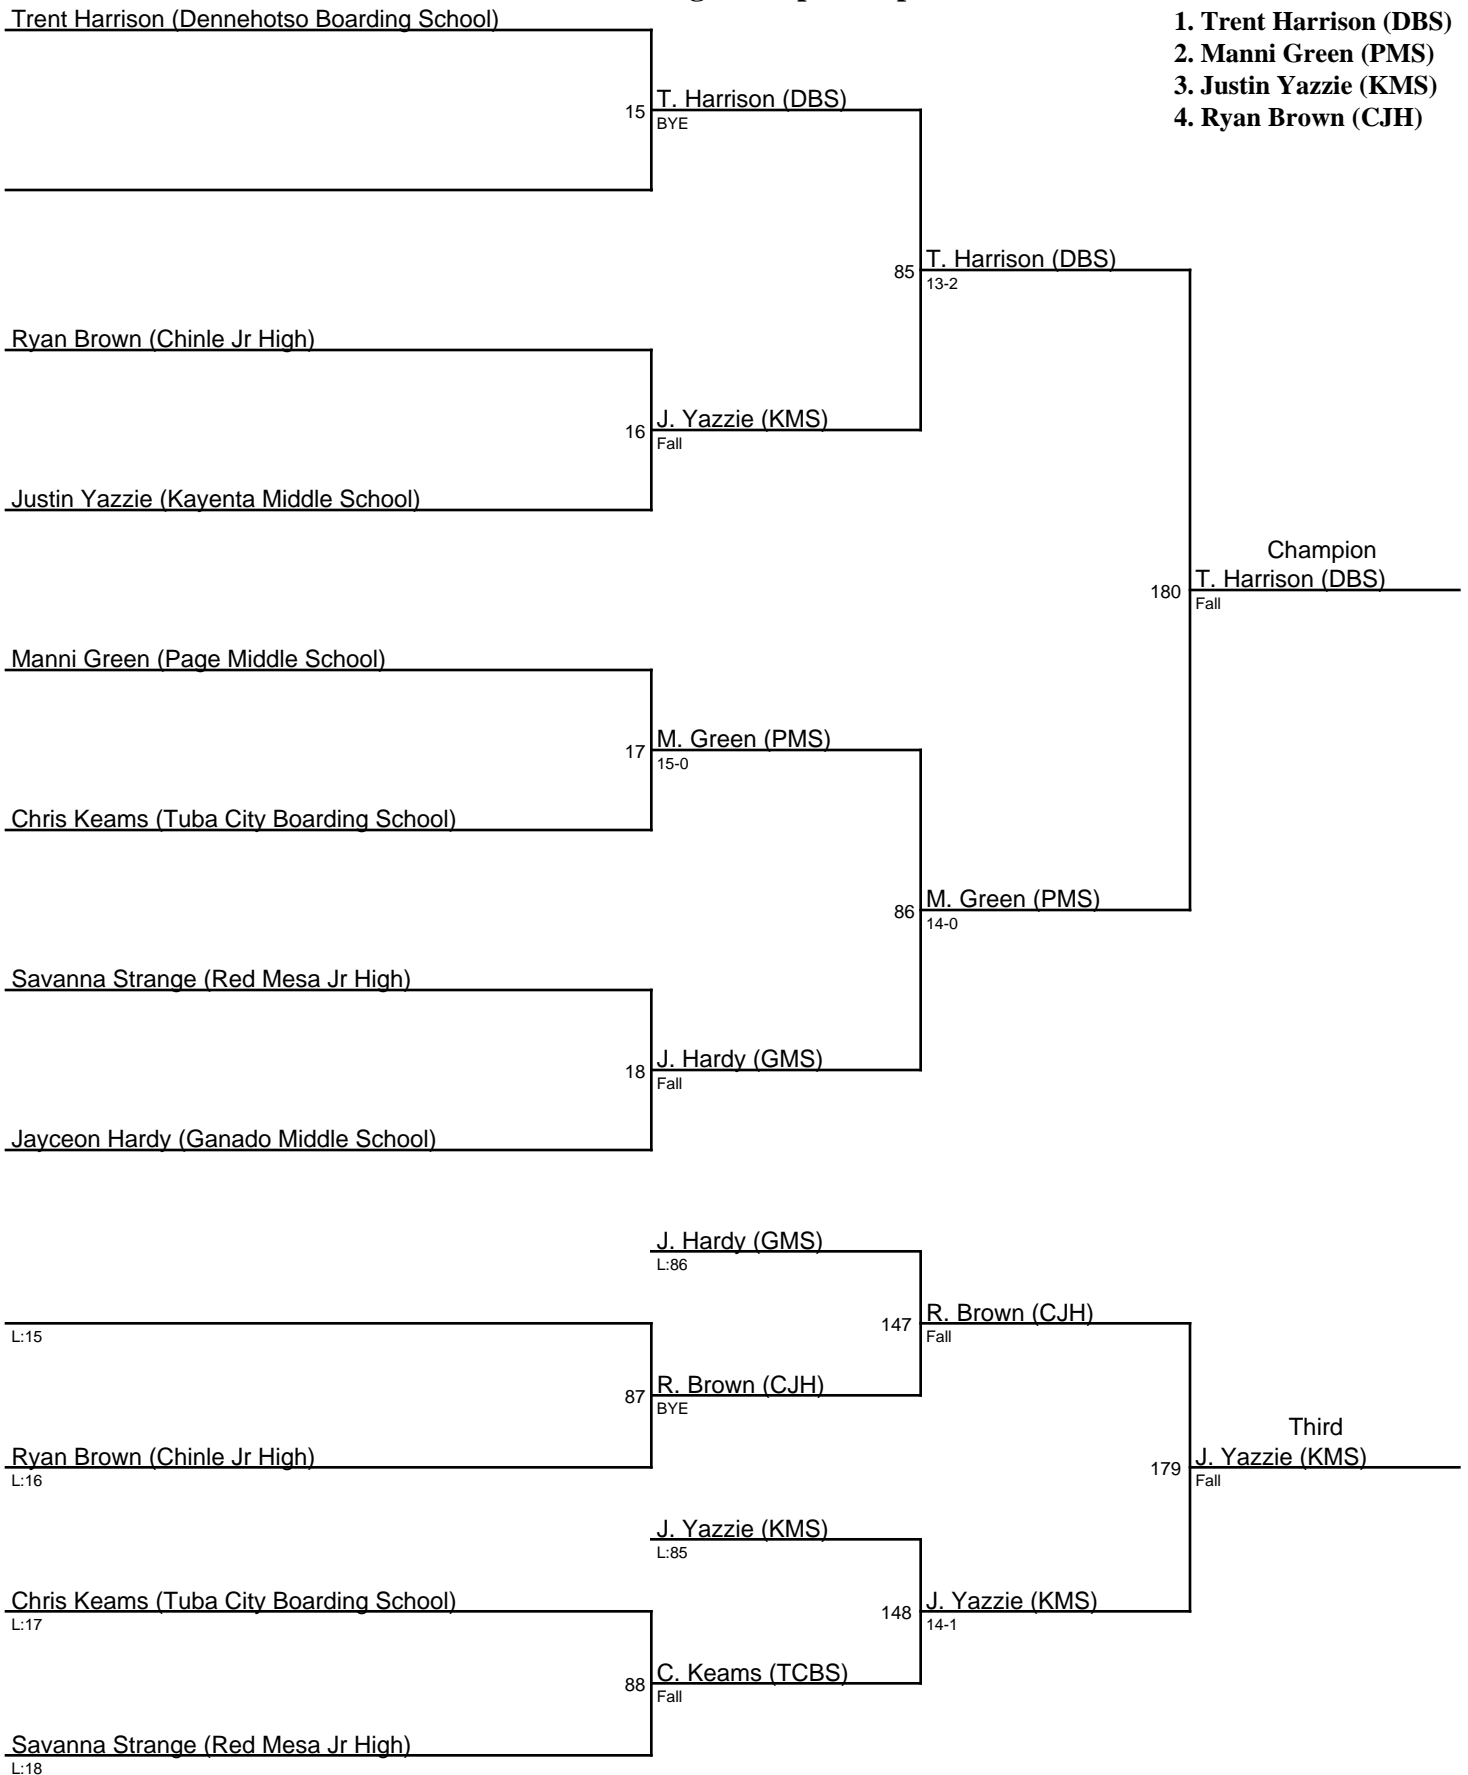 Trent Harrison (Dennehotso Boarding School)
1. Trent Harrison (DBS)
2. Manni Green (PMS)
3. Justin Yazzie (KMS)
4. Ryan Brown (CJH)
15 T. Harrison (DBS)
BYE
85 T. Harrison (DBS)
13-2
Ryan Brown (Chinle Jr High)
16 J. Yazzie (KMS)
Fall
Justin Yazzie (Kayenta Middle School)
Champion
180 T. Harrison (DBS)
Fall
Manni Green (Page Middle School)
17 M. Green (PMS)
15-0
Chris Keams (Tuba City Boarding School)
86 M. Green (PMS)
14-0
Savanna Strange (Red Mesa Jr High)
18 J. Hardy (GMS)
Fall
Jayceon Hardy (Ganado Middle School)
J. Hardy (GMS)
L:86
L:15
147 R. Brown (CJH)
Fall
87 R. Brown (CJH)
BYE
Ryan Brown (Chinle Jr High)
L:16
Third
179 J. Yazzie (KMS)
Fall
J. Yazzie (KMS)
L:85
Chris Keams (Tuba City Boarding School)
L:17
148 J. Yazzie (KMS)
14-1
88 C. Keams (TCBS)
Fall
Savanna Strange (Red Mesa Jr High)
L:18